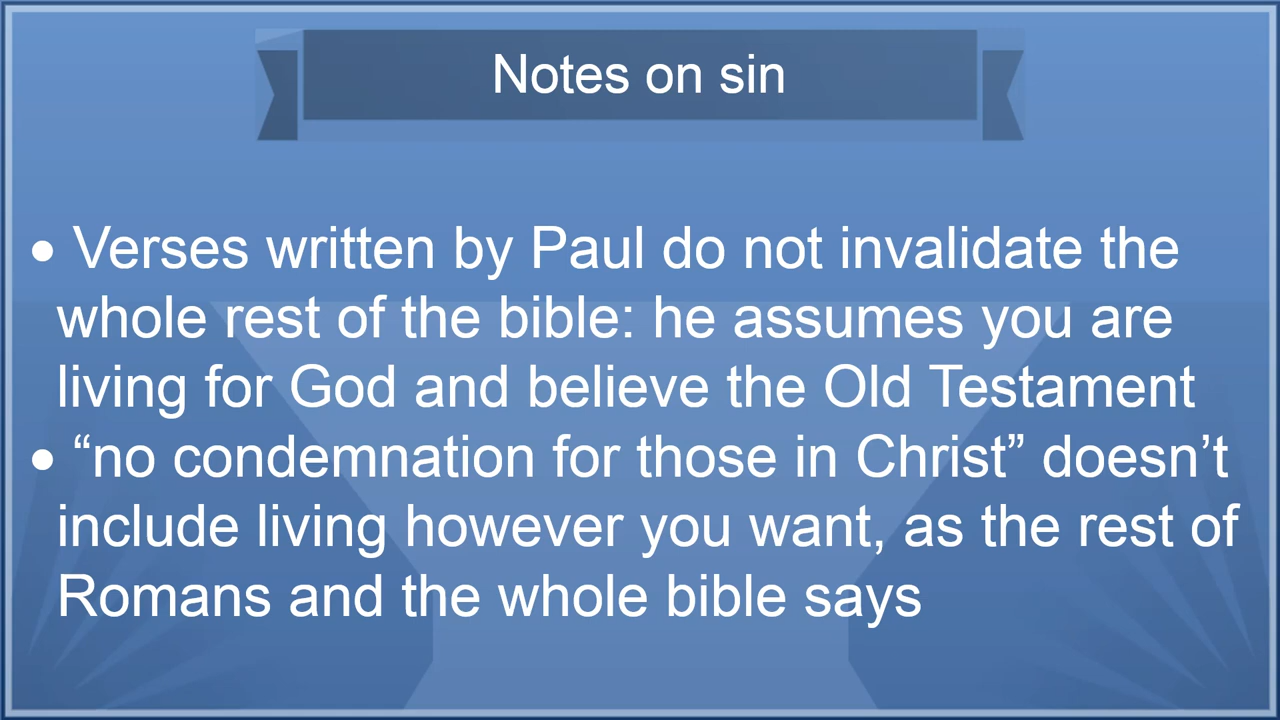 Notes on sin
• Verses written by Paul do not invalidate the
whole rest of the bible: he assumes you are
living for God and believe the Old Testament
• “no condemnation for those in Christ” doesn’t
include living however you want, as the rest of
Romans and the whole bible says